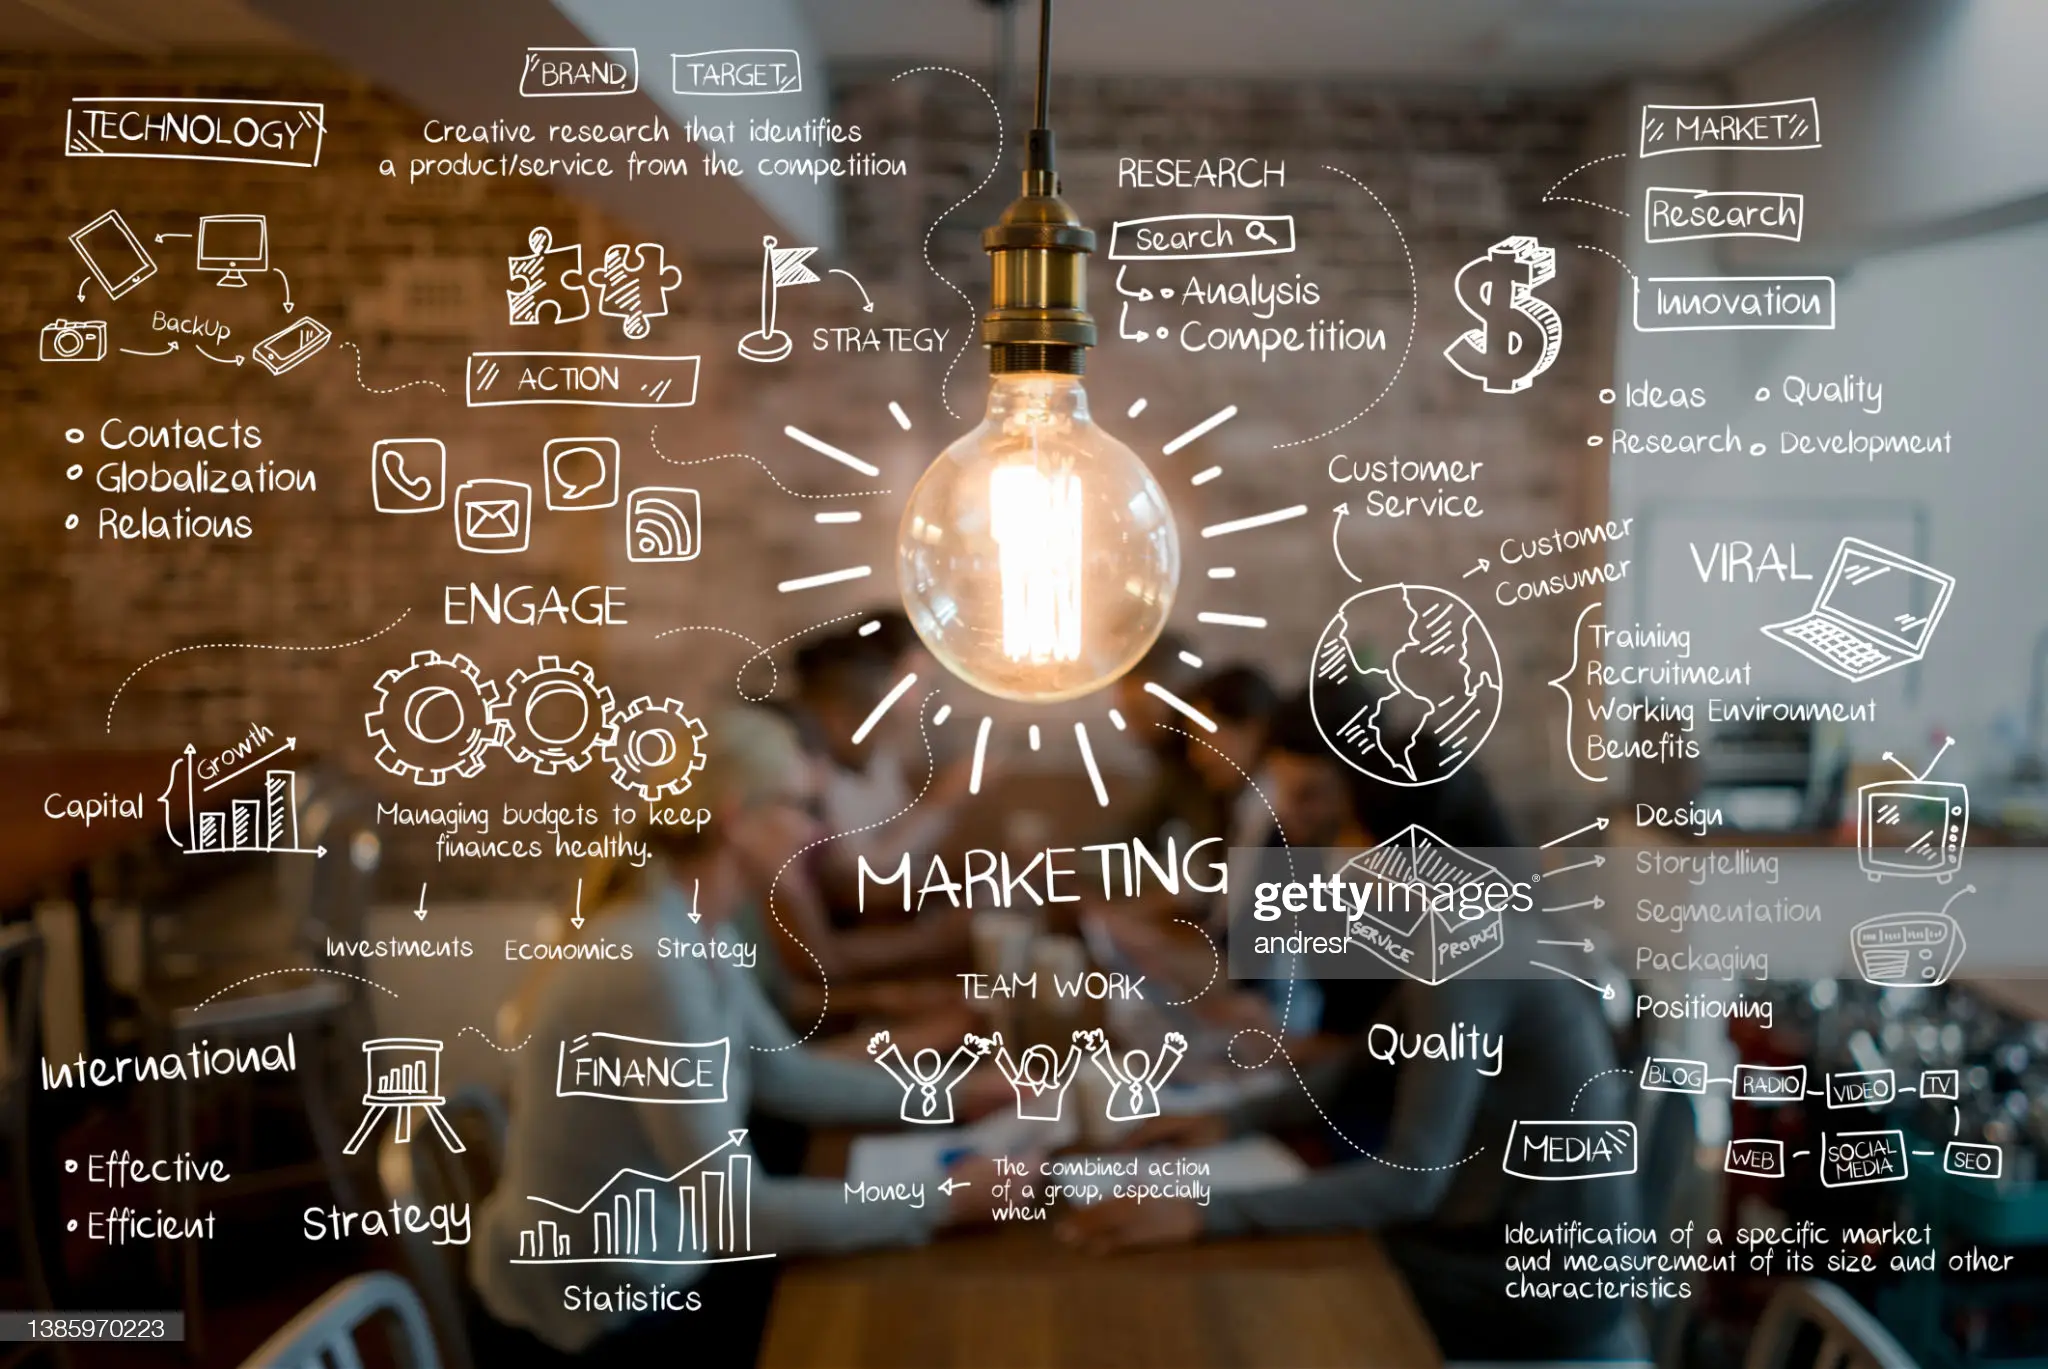 BRAND
TARGET
Creative research that identifies
a product/service from the competition
TECHNOLOGY
BackUp
Contacts
Globalization
Relations
ACTION
STRATEGY
RESEARCH
Search
Analysis
Competition
MARKET
Research
Innovation
Ideas
Quality
Research
Development
Customer
Service
Customer
Consumer
VIRAL
Training
Recruitment
Working Environment
Benefits
ENGAGE
Growth
Capital
Managing budgets to keep
finances healthy.
Investments
Economics
Strategy
MARKETING
gettyimages®
andresr
SERVICE
PRODUCT
Design
Storytelling
Segmentation
Packaging
Positioning
Quality
TEAM WORK
The combined action
of a group, especially
when
Money
International
Effective
Efficient
Strategy
FINANCE
Statistics
MEDIA
BLOG
RADIO
VIDEO
TV
WEB
SOCIAL
MEDIA
SEO
Identification of a specific market
and measurement of its size and other
characteristics
1385970223